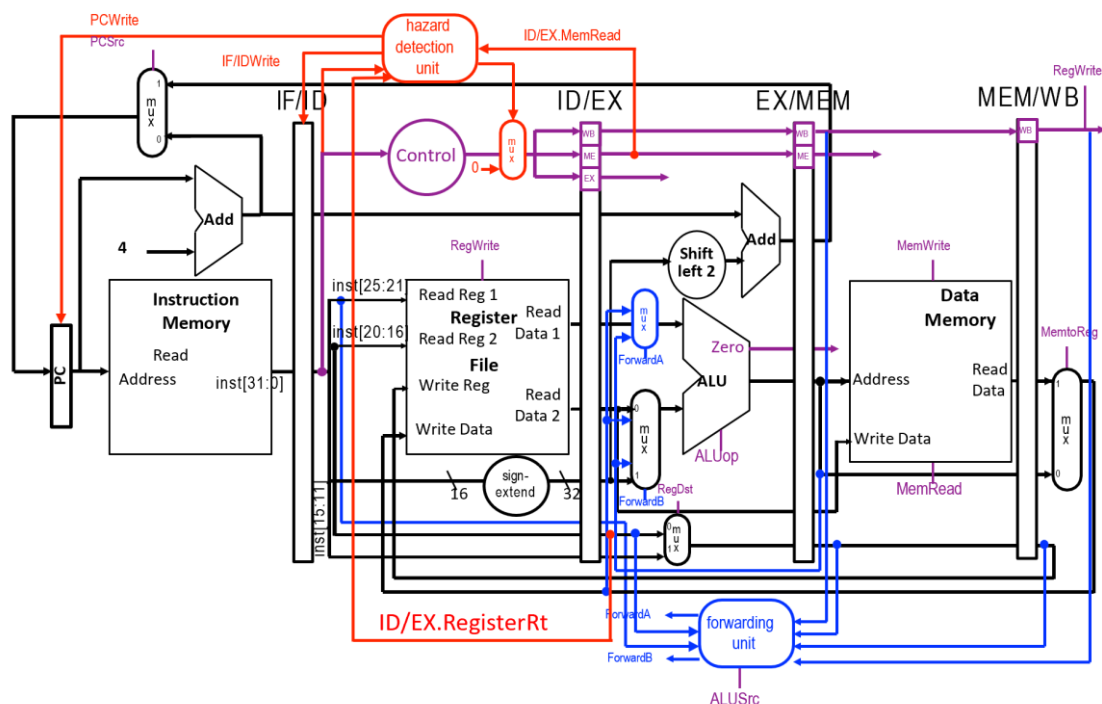 PCWrite
PCSrc
IF/IDWrite
hazard
detection
unit
ID/EX.MemRead
RegWrite
IF/ID
ID/EX
EX/MEM
MEM/WB
1
mux
0
Control
0
mux
WB
ME
EX
WB
ME
WB
Add
4
Add
Shift
left 2
RegWrite
MemWrite
Instruction
Memory
Read
Address
inst[31:0]
PC
inst[25:21]
inst[20:16]
inst[15:11]
Read Reg 1
Register
Read Reg 2
File
Write Reg
Write Data
Read
Data 1
Read
Data 2
mux
ForwardA
0
mux
1
ForwardB
Zero
ALU
ALUop
Data
Memory
Address
Read
Data
Write Data
MemRead
MemtoReg
1
mux
0
16
sign-
extend
32
RegDst
0
mux
1
ID/EX.RegisterRt
ForwardA
ForwardB
forwarding
unit
ALUSrc